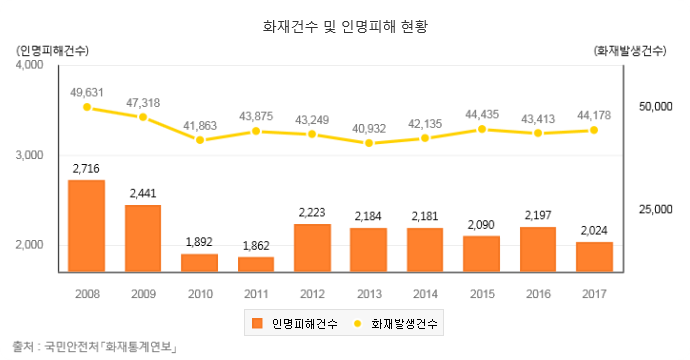 화재건수 및 인명피해 현황
(인명피해건수) (화재발생건수)
4,000
49,631 47,318 41,863 43,875 43,249 40,932 42,135 44,435 43,413 44,178
50,000
3,000
2,716 2,441 1,892 1,862 2,223 2,184 2,181 2,090 2,197 2,024
25,000
2,000
2008 2009 2010 2011 2012 2013 2014 2015 2016 2017
인명피해건수 화재발생건수
출처 : 국민안전처「화재통계연보」